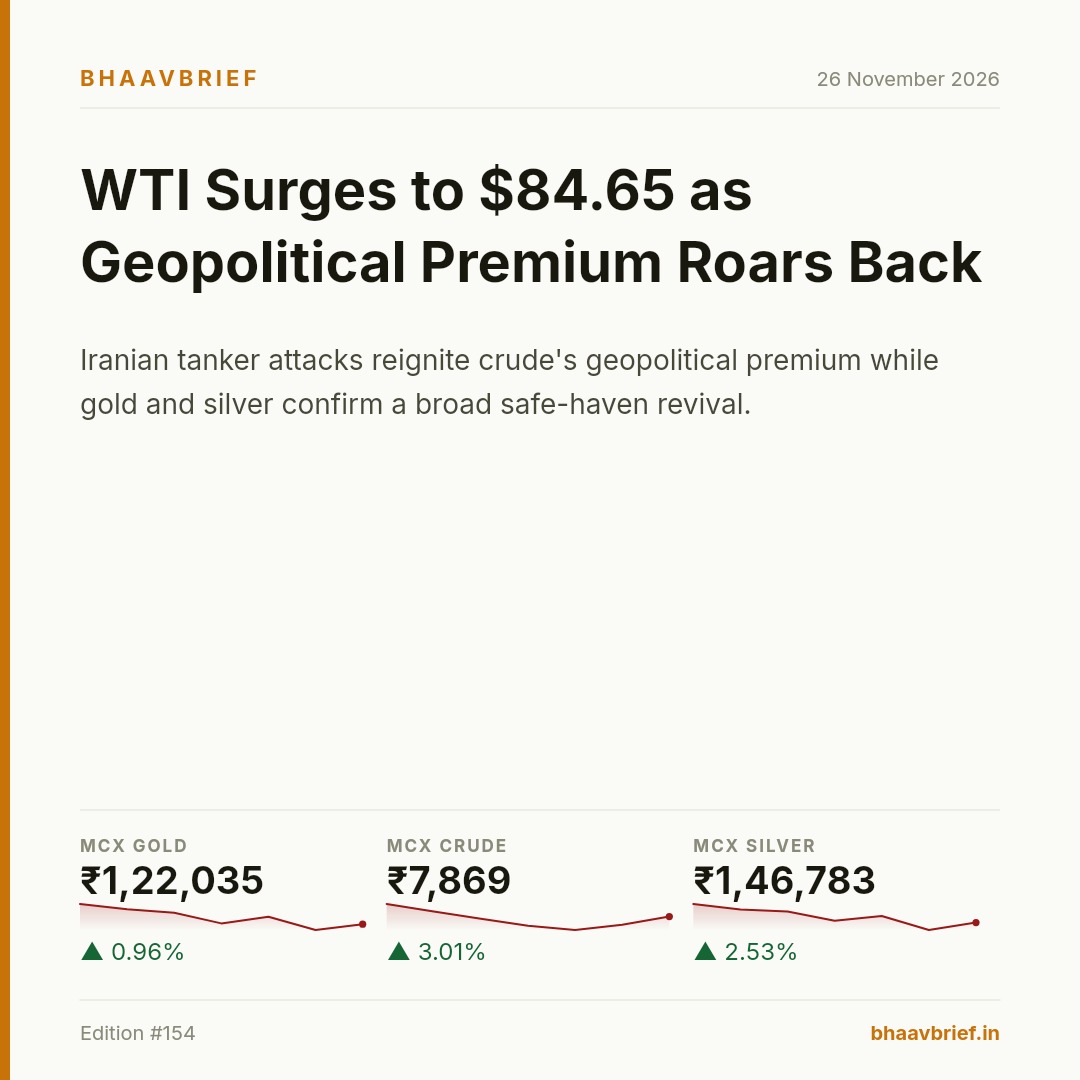 BHAAVBRIEF
26 November 2026
WTI Surges to $84.65 as
Geopolitical Premium Roars Back
Iranian tanker attacks reignite crude's geopolitical premium while
gold and silver confirm a broad safe-haven revival.
MCX GOLD
₹1,22,035
▲ 0.96%
MCX CRUDE
₹7,869
▲ 3.01%
MCX SILVER
₹1,46,783
▲ 2.53%
Edition #154
bhaavbrief.in